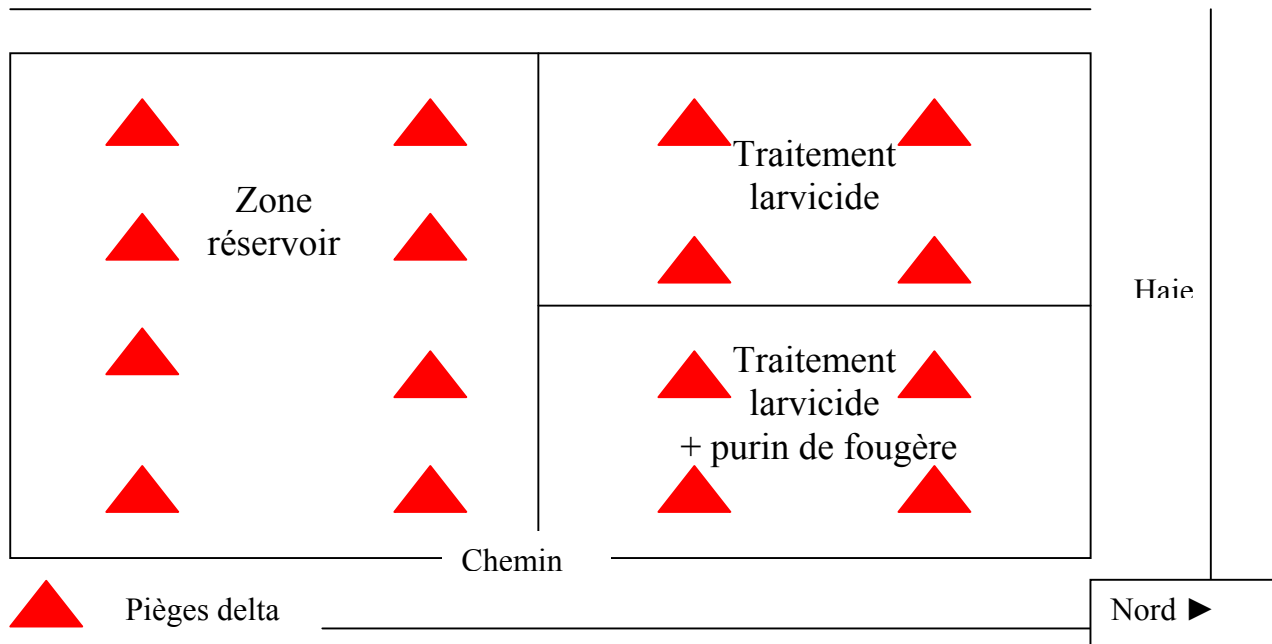 Zone
réservoir
Traitement
larvicide
Traitement
larvicide
+ purin de fougère
Haie
Chemin
Pièges delta
Nord ►